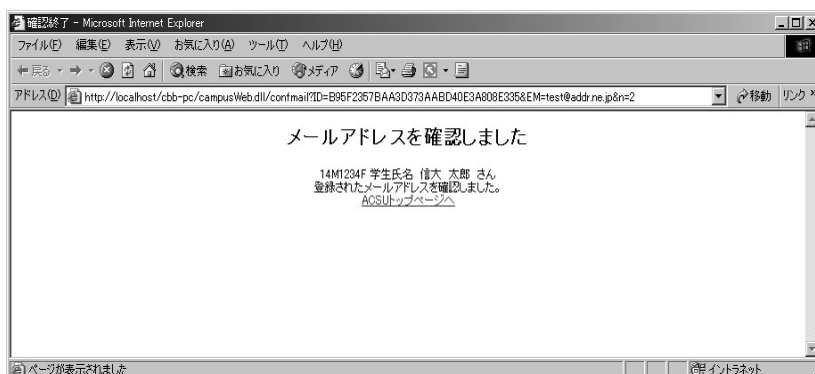 確認終了 - Microsoft Internet Explorer
ファイル(F) 編集(E) 表示(V) お気に入り(A) ツール(T) ヘルプ(H)
戻る 検索 お気に入り メディア
アドレス(D) http://localhost/cbb-pc/campusWeb.dll/confmail?ID=B95F2357BAA3D373AABD40E3A808E335&EM=test@addr.ne.jp&n=2 移動 リンク »
メールアドレスを確認しました
14M1234F 学生氏名 信大 太郎 さん
登録されたメールアドレスを確認しました。
ACSUトップページへ
ページが表示されました イントラネット